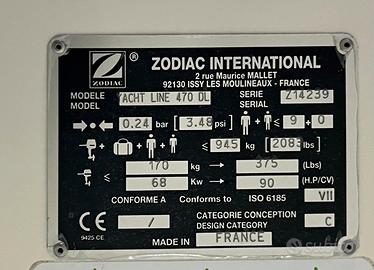 ZODIAC
®
ZODIAC INTERNATIONAL
2 rue Maurice MALLET
92130 ISSY LES MOULINEAUX - FRANCE
MODELE YACHT LINE 470 DL SERIE Z14239
MODEL SERIAL
0.24 bar [3.48 psi] + ≤ 9 + 0
+ + + ≤ 945 kg [2083 lbs]
170 kg 375 (Lbs)
≤ 68 Kw 90 (H.P/CV)
CONFORME A Conforms to ISO 6185 VII
CE / CATEGORIE CONCEPTION C
9425 CE DESIGN CATEGORY
MADE IN FRANCE
subito